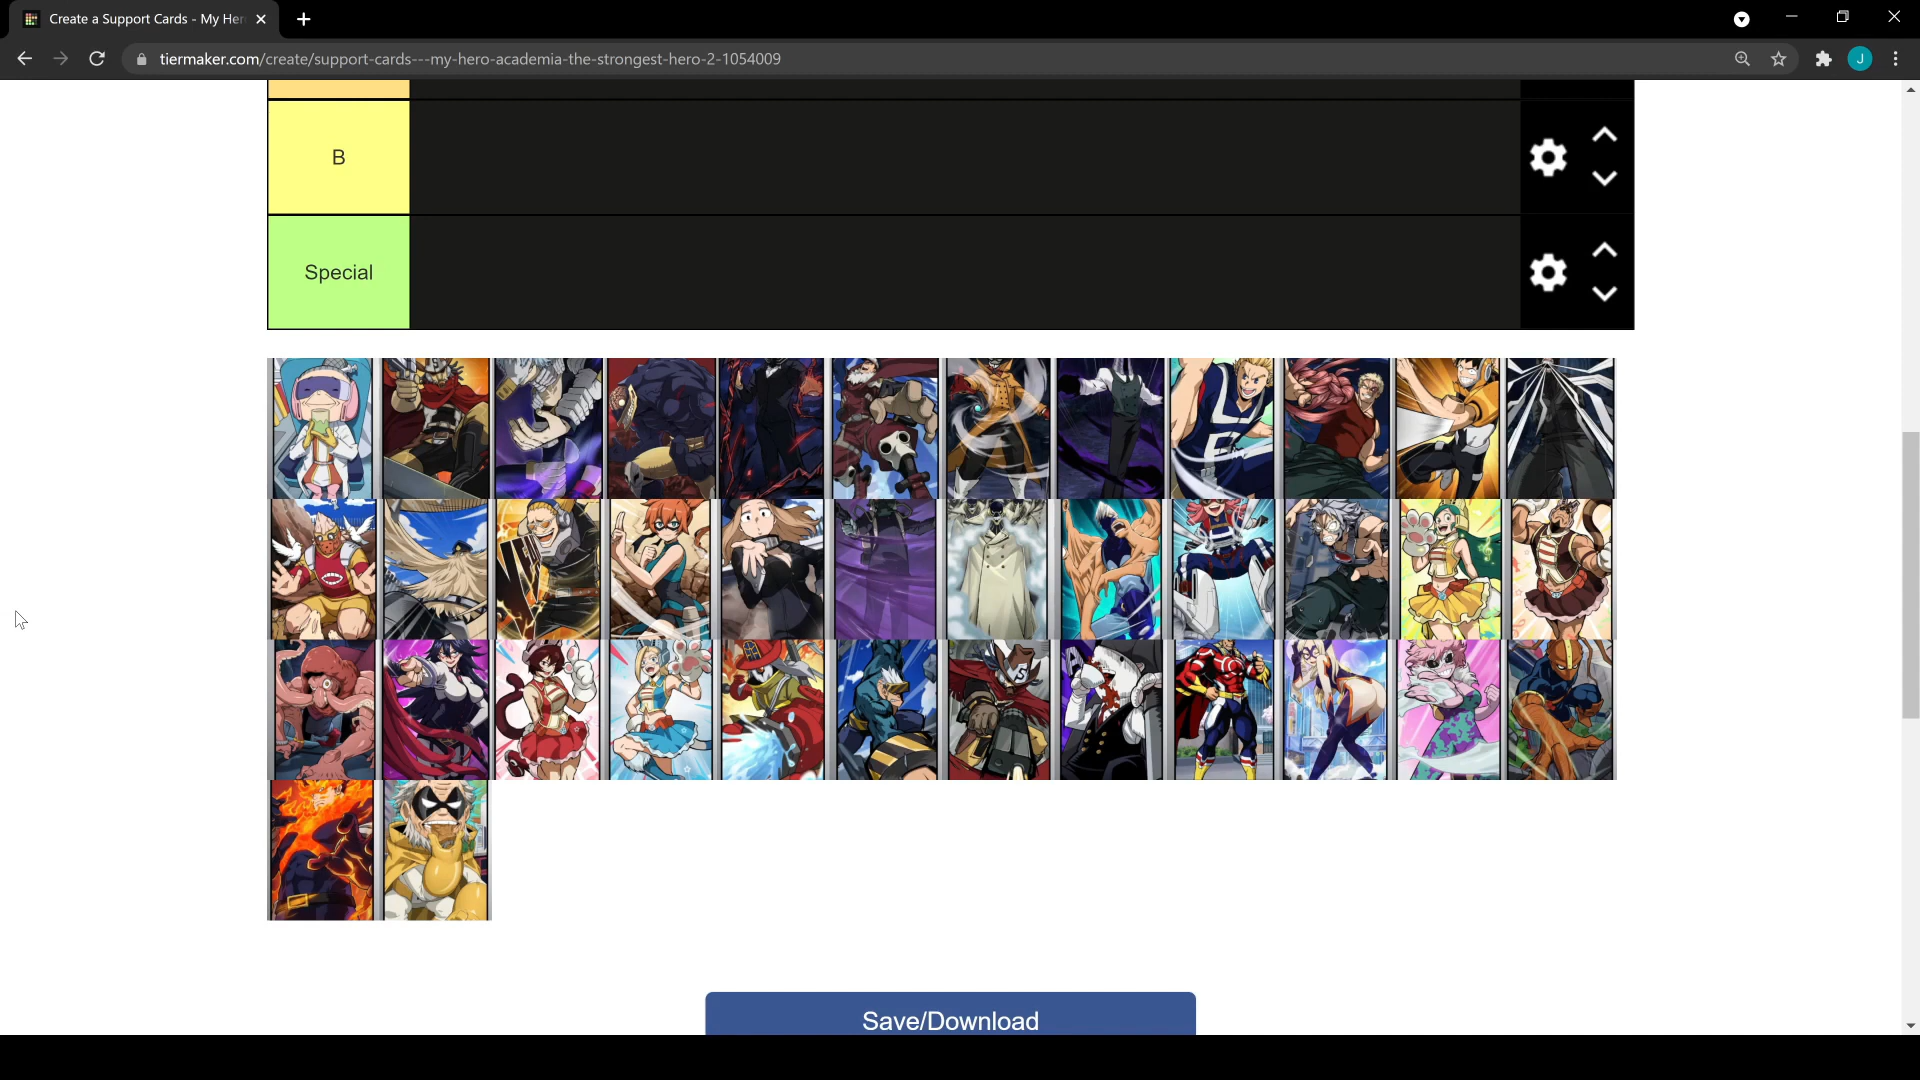 Create a Support Cards - My Her
tiermaker.com/create/support-cards---my-hero-academia-the-strongest-hero-2-1054009
J
B
Special
Save/Download